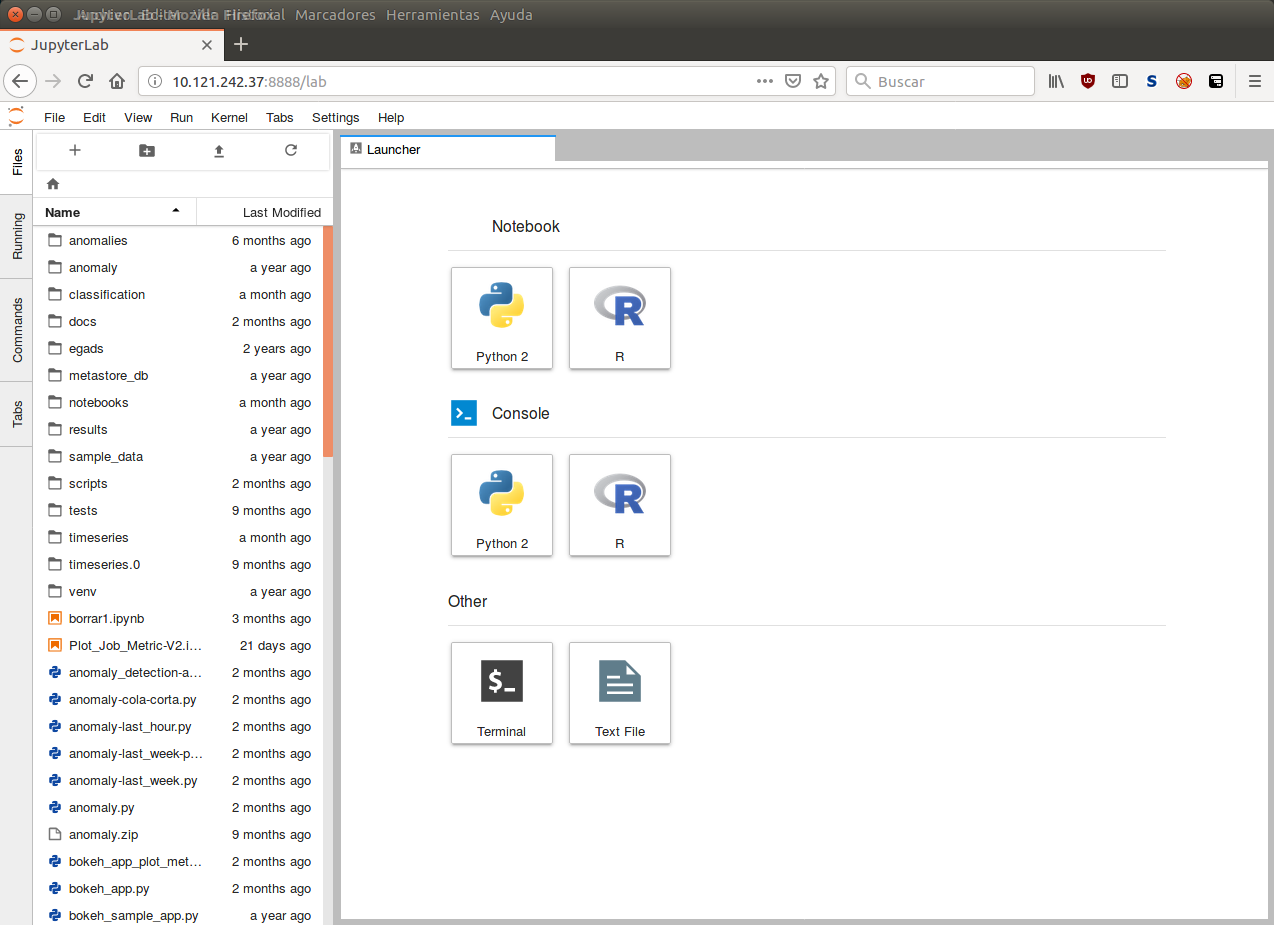 Marcadores Herramientas Ayuda
JupyterLab
10.121.242.37:8888/lab
Buscar
File Edit View Run Kernel Tabs Settings Help
Files
Running
Commands
Tabs
Name Last Modified
anomalies 6 months ago
anomaly a year ago
classification a month ago
docs 2 months ago
egads 2 years ago
metastore_db a year ago
notebooks a month ago
results a year ago
sample_data a year ago
scripts 2 months ago
tests 9 months ago
timeseries a month ago
timeseries.0 9 months ago
venv a year ago
borrar1.ipynb 3 months ago
Plot_Job_Metric-V2.i... 21 days ago
anomaly_detection-a... 2 months ago
anomaly-cola-corta.py 2 months ago
anomaly-last_hour.py 2 months ago
anomaly-last_week-p... 2 months ago
anomaly-last_week.py 2 months ago
anomaly.py 2 months ago
anomaly.zip 9 months ago
bokeh_app_plot_met... 2 months ago
bokeh_app.py 2 months ago
bokeh_sample_app.py a year ago
Launcher
Notebook
Python 2
R
Console
Python 2
R
Other
$_
Terminal
Text File